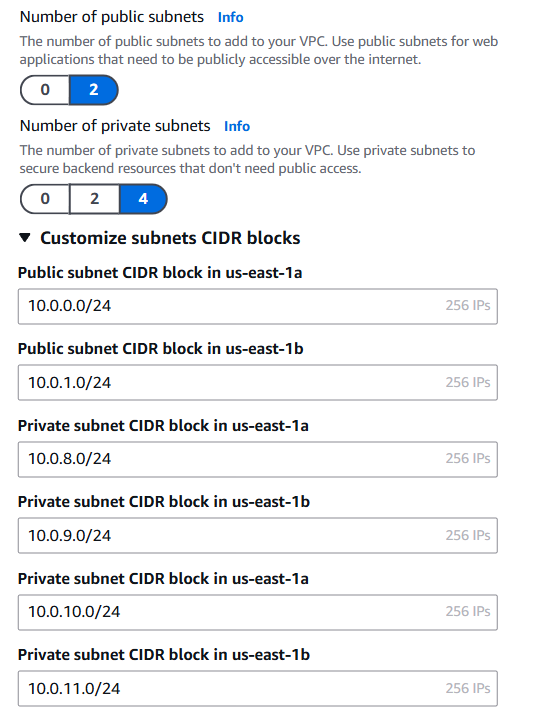 Number of public subnets Info
The number of public subnets to add to your VPC. Use public subnets for web
applications that need to be publicly accessible over the internet.
0 2
Number of private subnets Info
The number of private subnets to add to your VPC. Use private subnets to
secure backend resources that don't need public access.
0 2 4
Customize subnets CIDR blocks
Public subnet CIDR block in us-east-1a
10.0.0.0/24 256 IPs
Public subnet CIDR block in us-east-1b
10.0.1.0/24 256 IPs
Private subnet CIDR block in us-east-1a
10.0.8.0/24 256 IPs
Private subnet CIDR block in us-east-1b
10.0.9.0/24 256 IPs
Private subnet CIDR block in us-east-1a
10.0.10.0/24 256 IPs
Private subnet CIDR block in us-east-1b
10.0.11.0/24 256 IPs